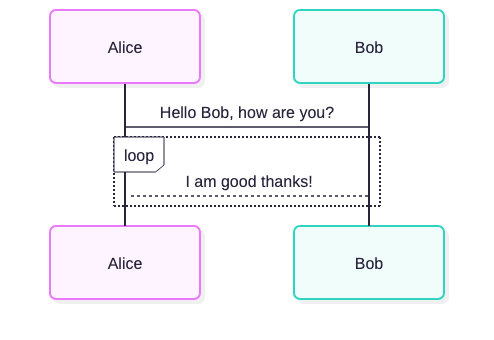 Alice
Bob
Hello Bob, how are you?
loop
I am good thanks!
Alice
Bob